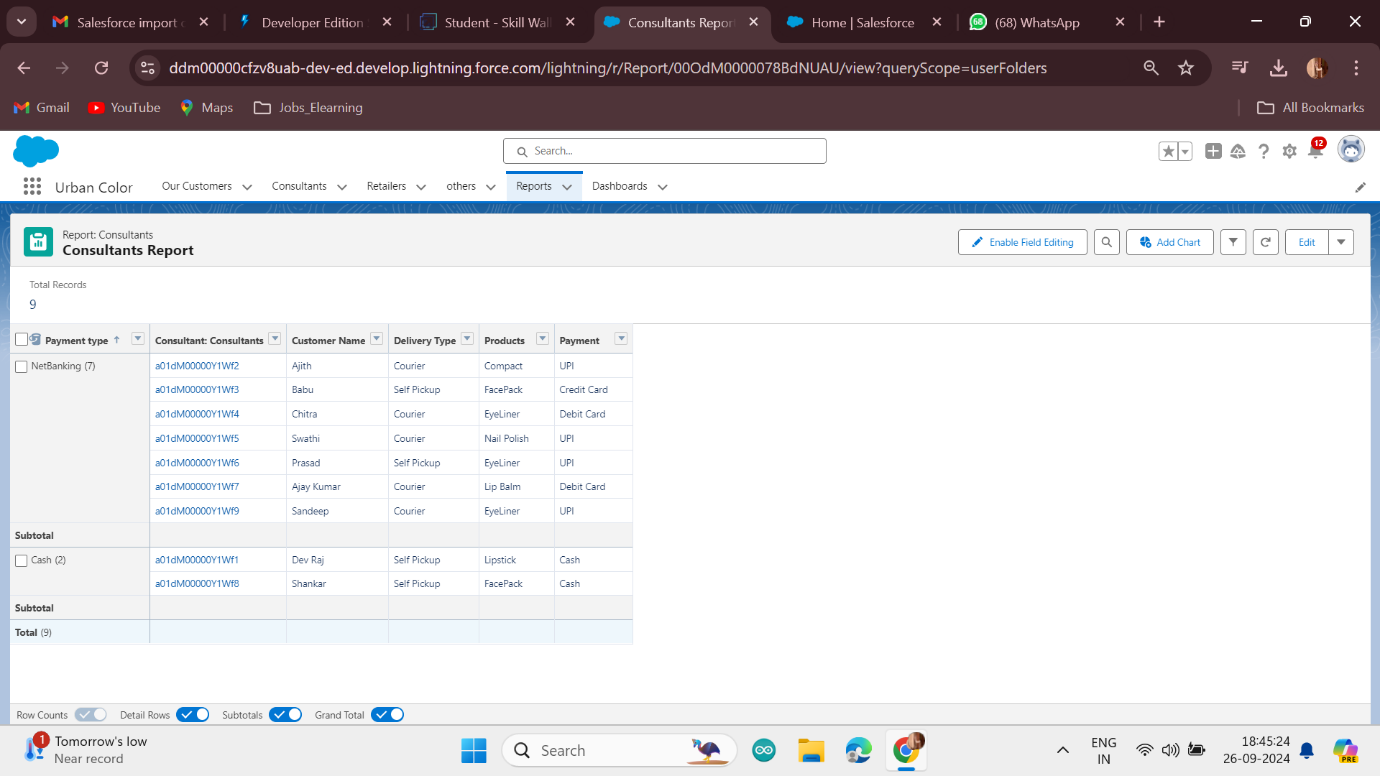 Salesforce import c
Developer Edition
Student - Skill Wall
Consultants Report
Home | Salesforce
68 (68) WhatsApp
ddm00000cfzv8uab-dev-ed.develop.lightning.force.com/lightning/r/Report/00OdM0000078BdNUAU/view?queryScope=userFolders
Gmail YouTube Maps Jobs_Elearning All Bookmarks
Search...
12
Urban Color Our Customers Consultants Retailers others Reports Dashboards
Report: Consultants
Consultants Report
Enable Field Editing Add Chart Edit
Total Records
9
Payment type ↑ Consultant: Consultants Customer Name Delivery Type Products Payment
NetBanking (7) a01dM00000Y1Wf2 Ajith Courier Compact UPI
a01dM00000Y1Wf3 Babu Self Pickup FacePack Credit Card
a01dM00000Y1Wf4 Chitra Courier EyeLiner Debit Card
a01dM00000Y1Wf5 Swathi Courier Nail Polish UPI
a01dM00000Y1Wf6 Prasad Self Pickup EyeLiner UPI
a01dM00000Y1Wf7 Ajay Kumar Courier Lip Balm Debit Card
a01dM00000Y1Wf9 Sandeep Courier EyeLiner UPI
Subtotal
Cash (2) a01dM00000Y1Wf1 Dev Raj Self Pickup Lipstick Cash
a01dM00000Y1Wf8 Shankar Self Pickup FacePack Cash
Subtotal
Total (9)
Row Counts Detail Rows Subtotals Grand Total
1 Tomorrow's low
Near record
Search
PRE
ENG
IN
18:45:24
26-09-2024